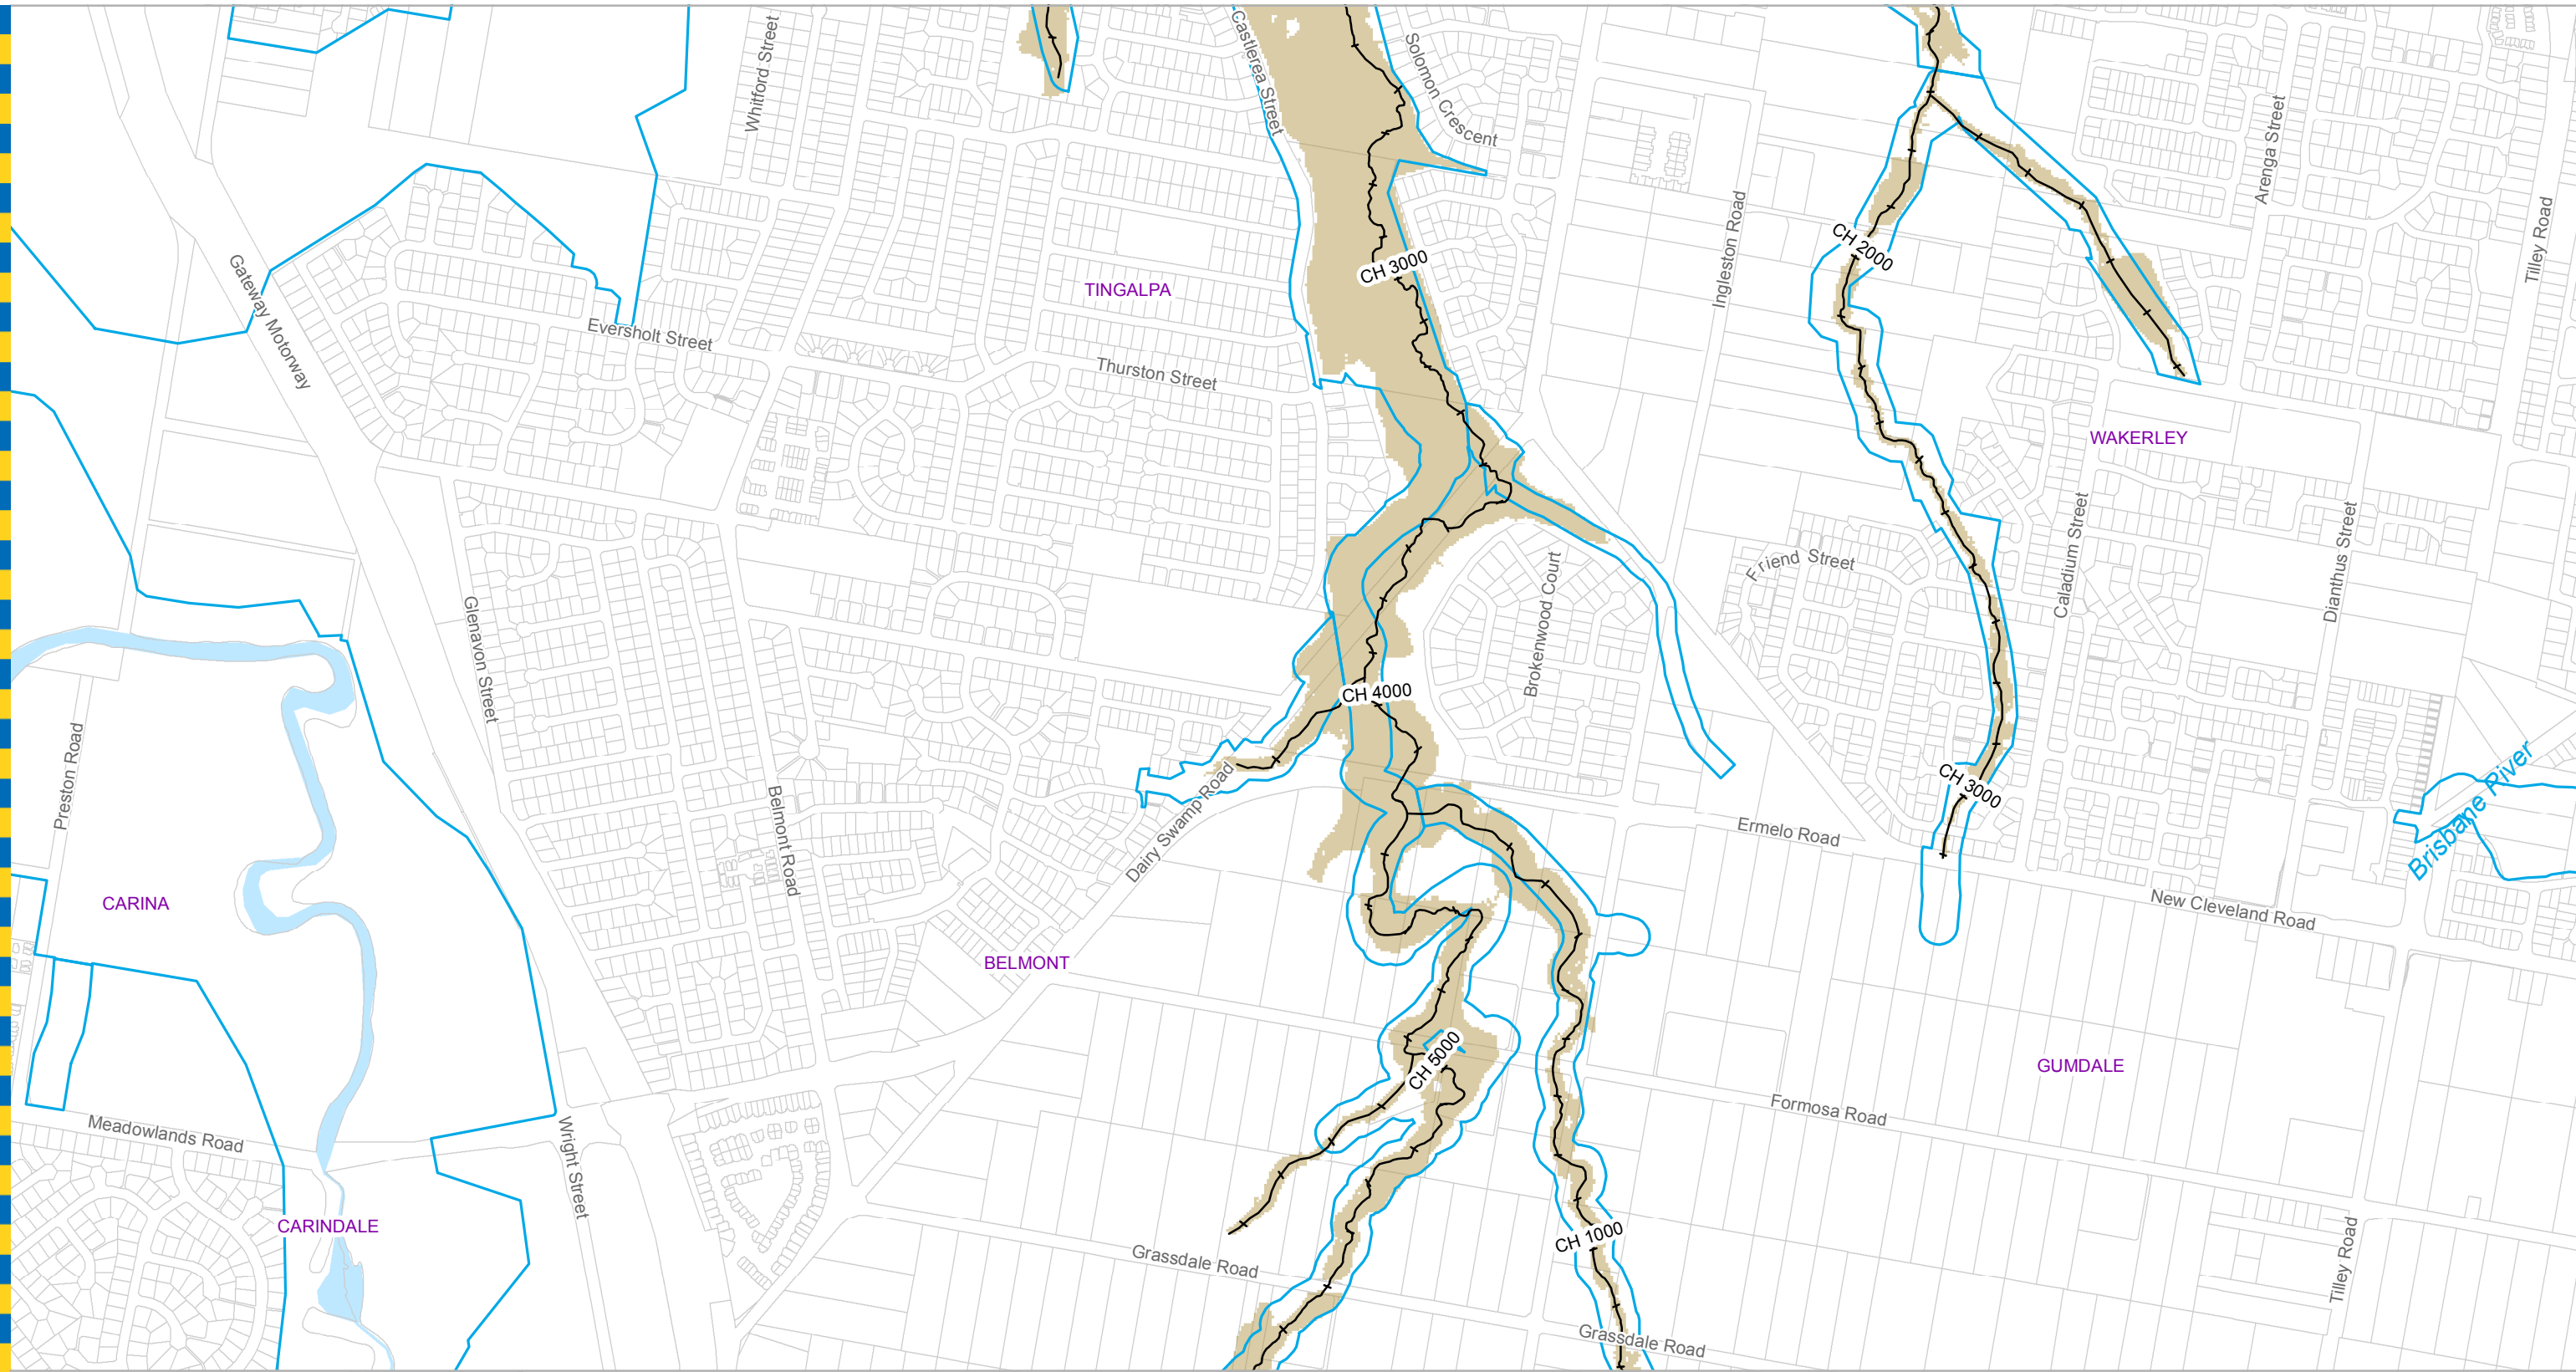 Whitford Street
Castlerea Street
Solomon Crescent
Arenga Street
Tilley Road
Ingleston Road
CH 2000
Gateway Motorway
CH 3000
TINGALPA
Eversholt Street
Thurston Street
WAKERLEY
Friend Street
Caladium Street
Dianthus Street
Brokenwood Court
Glenavon Street
CH 4000
Preston Road
Belmont Road
Dairy Swamp Road
CH 3000
Ermelo Road
Brisbane River
CARINA
New Cleveland Road
BELMONT
CH 5000
GUMDALE
Formosa Road
Meadowlands Road
Wright Street
CARINDALE
CH 1000
Grassdale Road
Tilley Road
Grassdale Road